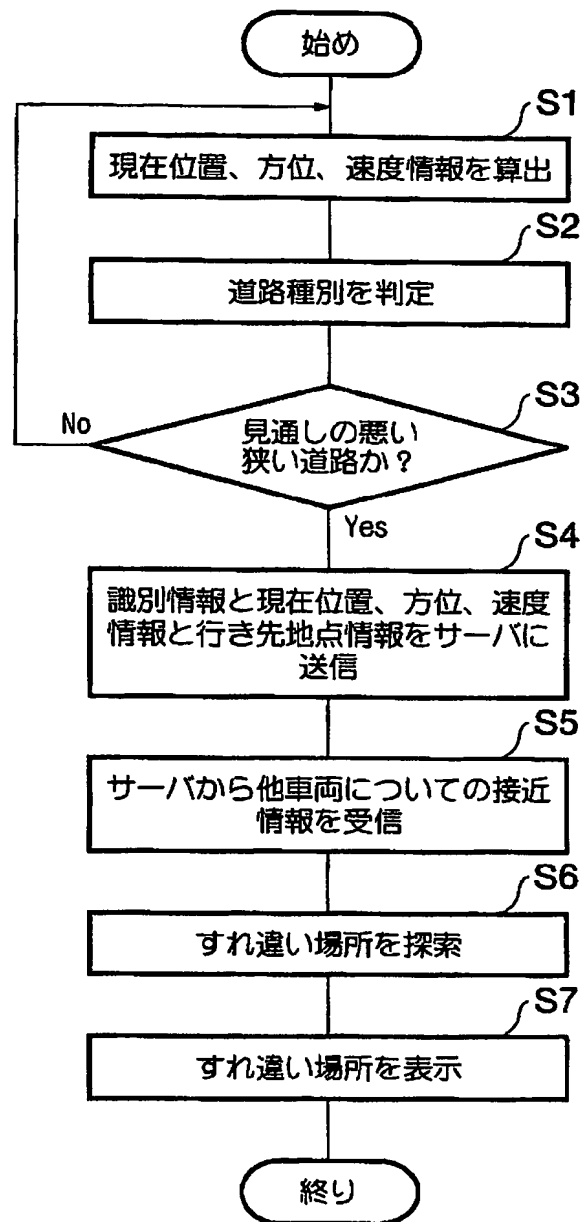 始め
S1
現在位置、方位、速度情報を算出
S2
道路種別を判定
S3
No
見通しの悪い
狭い道路か？
Yes
S4
識別情報と現在位置、方位、速度
情報と行き先地点情報をサーバに
送信
S5
サーバから他車両についての接近
情報を受信
S6
すれ違い場所を探索
S7
すれ違い場所を表示
終り